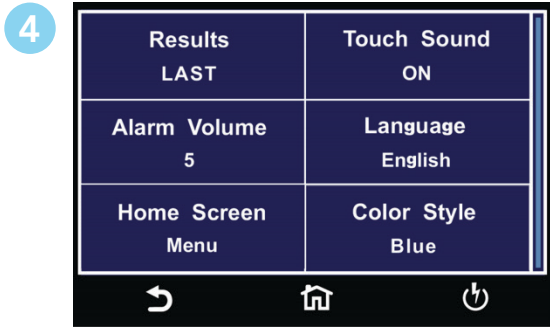 4
Results
LAST
Touch Sound
ON
Alarm Volume
5
Language
English
Home Screen
Menu
Color Style
Blue